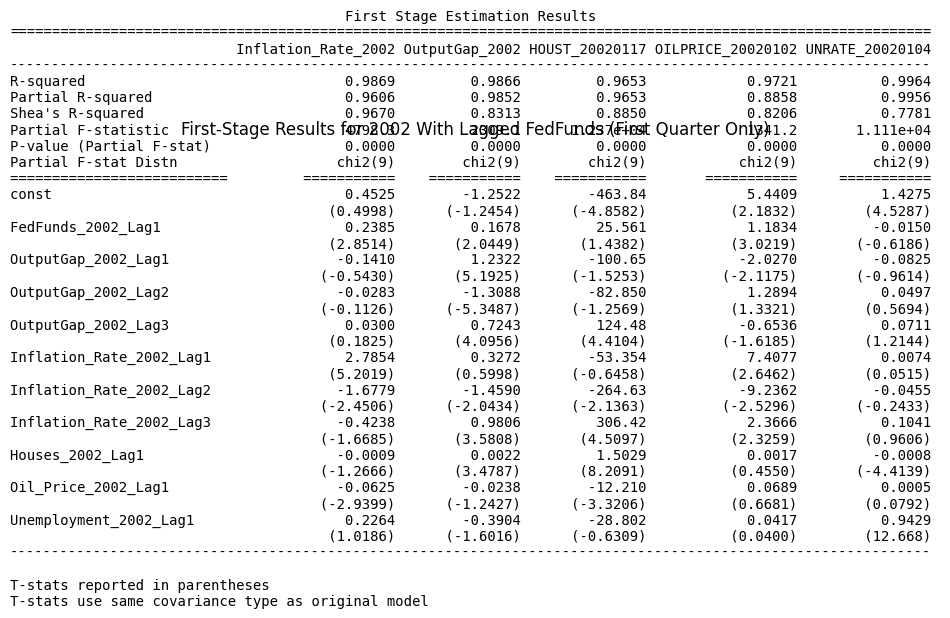 First Stage Estimation Results
================================================================================================================
Inflation_Rate_2002 OutputGap_2002 HOUST_20020117 OILPRICE_20020102 UNRATE_20020104
----------------------------------------------------------------------------------------------------------------
R-squared 0.9869 0.9866 0.9653 0.9721 0.9964
Partial R-squared 0.9606 0.9852 0.9653 0.8858 0.9956
Shea's R-squared 0.9670 0.8313 0.8850 0.8206 0.7781
First-Stage Results for 2002 With Lagged FedFunds (First Quarter Only)
Partial F-statistic 1341.2 1.111e+04
P-value (Partial F-stat) 0.0000 0.0000 0.0000 0.0000 0.0000
Partial F-stat Distn chi2(9) chi2(9) chi2(9) chi2(9) chi2(9)
========================== =========== =========== =========== =========== ===========
const 0.4525 -1.2522 -463.84 5.4409 1.4275
(0.4998) (-1.2454) (-4.8582) (2.1832) (4.5287)
FedFunds_2002_Lag1 0.2385 0.1678 25.561 1.1834 -0.0150
(2.8514) (2.0449) (1.4382) (3.0219) (-0.6186)
OutputGap_2002_Lag1 -0.1410 1.2322 -100.65 -2.0270 -0.0825
(-0.5430) (5.1925) (-1.5253) (-2.1175) (-0.9614)
OutputGap_2002_Lag2 -0.0283 -1.3088 -82.850 1.2894 0.0497
(-0.1126) (-5.3487) (-1.2569) (1.3321) (0.5694)
OutputGap_2002_Lag3 0.0300 0.7243 124.48 -0.6536 0.0711
(0.1825) (4.0956) (4.4104) (-1.6185) (1.2144)
Inflation_Rate_2002_Lag1 2.7854 0.3272 -53.354 7.4077 0.0074
(5.2019) (0.5998) (-0.6458) (2.6462) (0.0515)
Inflation_Rate_2002_Lag2 -1.6779 -1.4590 -264.63 -9.2362 -0.0455
(-2.4506) (-2.0434) (-2.1363) (-2.5296) (-0.2433)
Inflation_Rate_2002_Lag3 -0.4238 0.9806 306.42 2.3666 0.1041
(-1.6685) (3.5808) (4.5097) (2.3259) (0.9606)
Houses_2002_Lag1 -0.0009 0.0022 1.5029 0.0017 -0.0008
(-1.2666) (3.4787) (8.2091) (0.4550) (-4.4139)
Oil_Price_2002_Lag1 -0.0625 -0.0238 -12.210 0.0689 0.0005
(-2.9399) (-1.2427) (-3.3206) (0.6681) (0.0792)
Unemployment_2002_Lag1 0.2264 -0.3904 -28.802 0.0417 0.9429
(1.0186) (-1.6016) (-0.6309) (0.0400) (12.668)
----------------------------------------------------------------------------------------------------------------
T-stats reported in parentheses
T-stats use same covariance type as original model